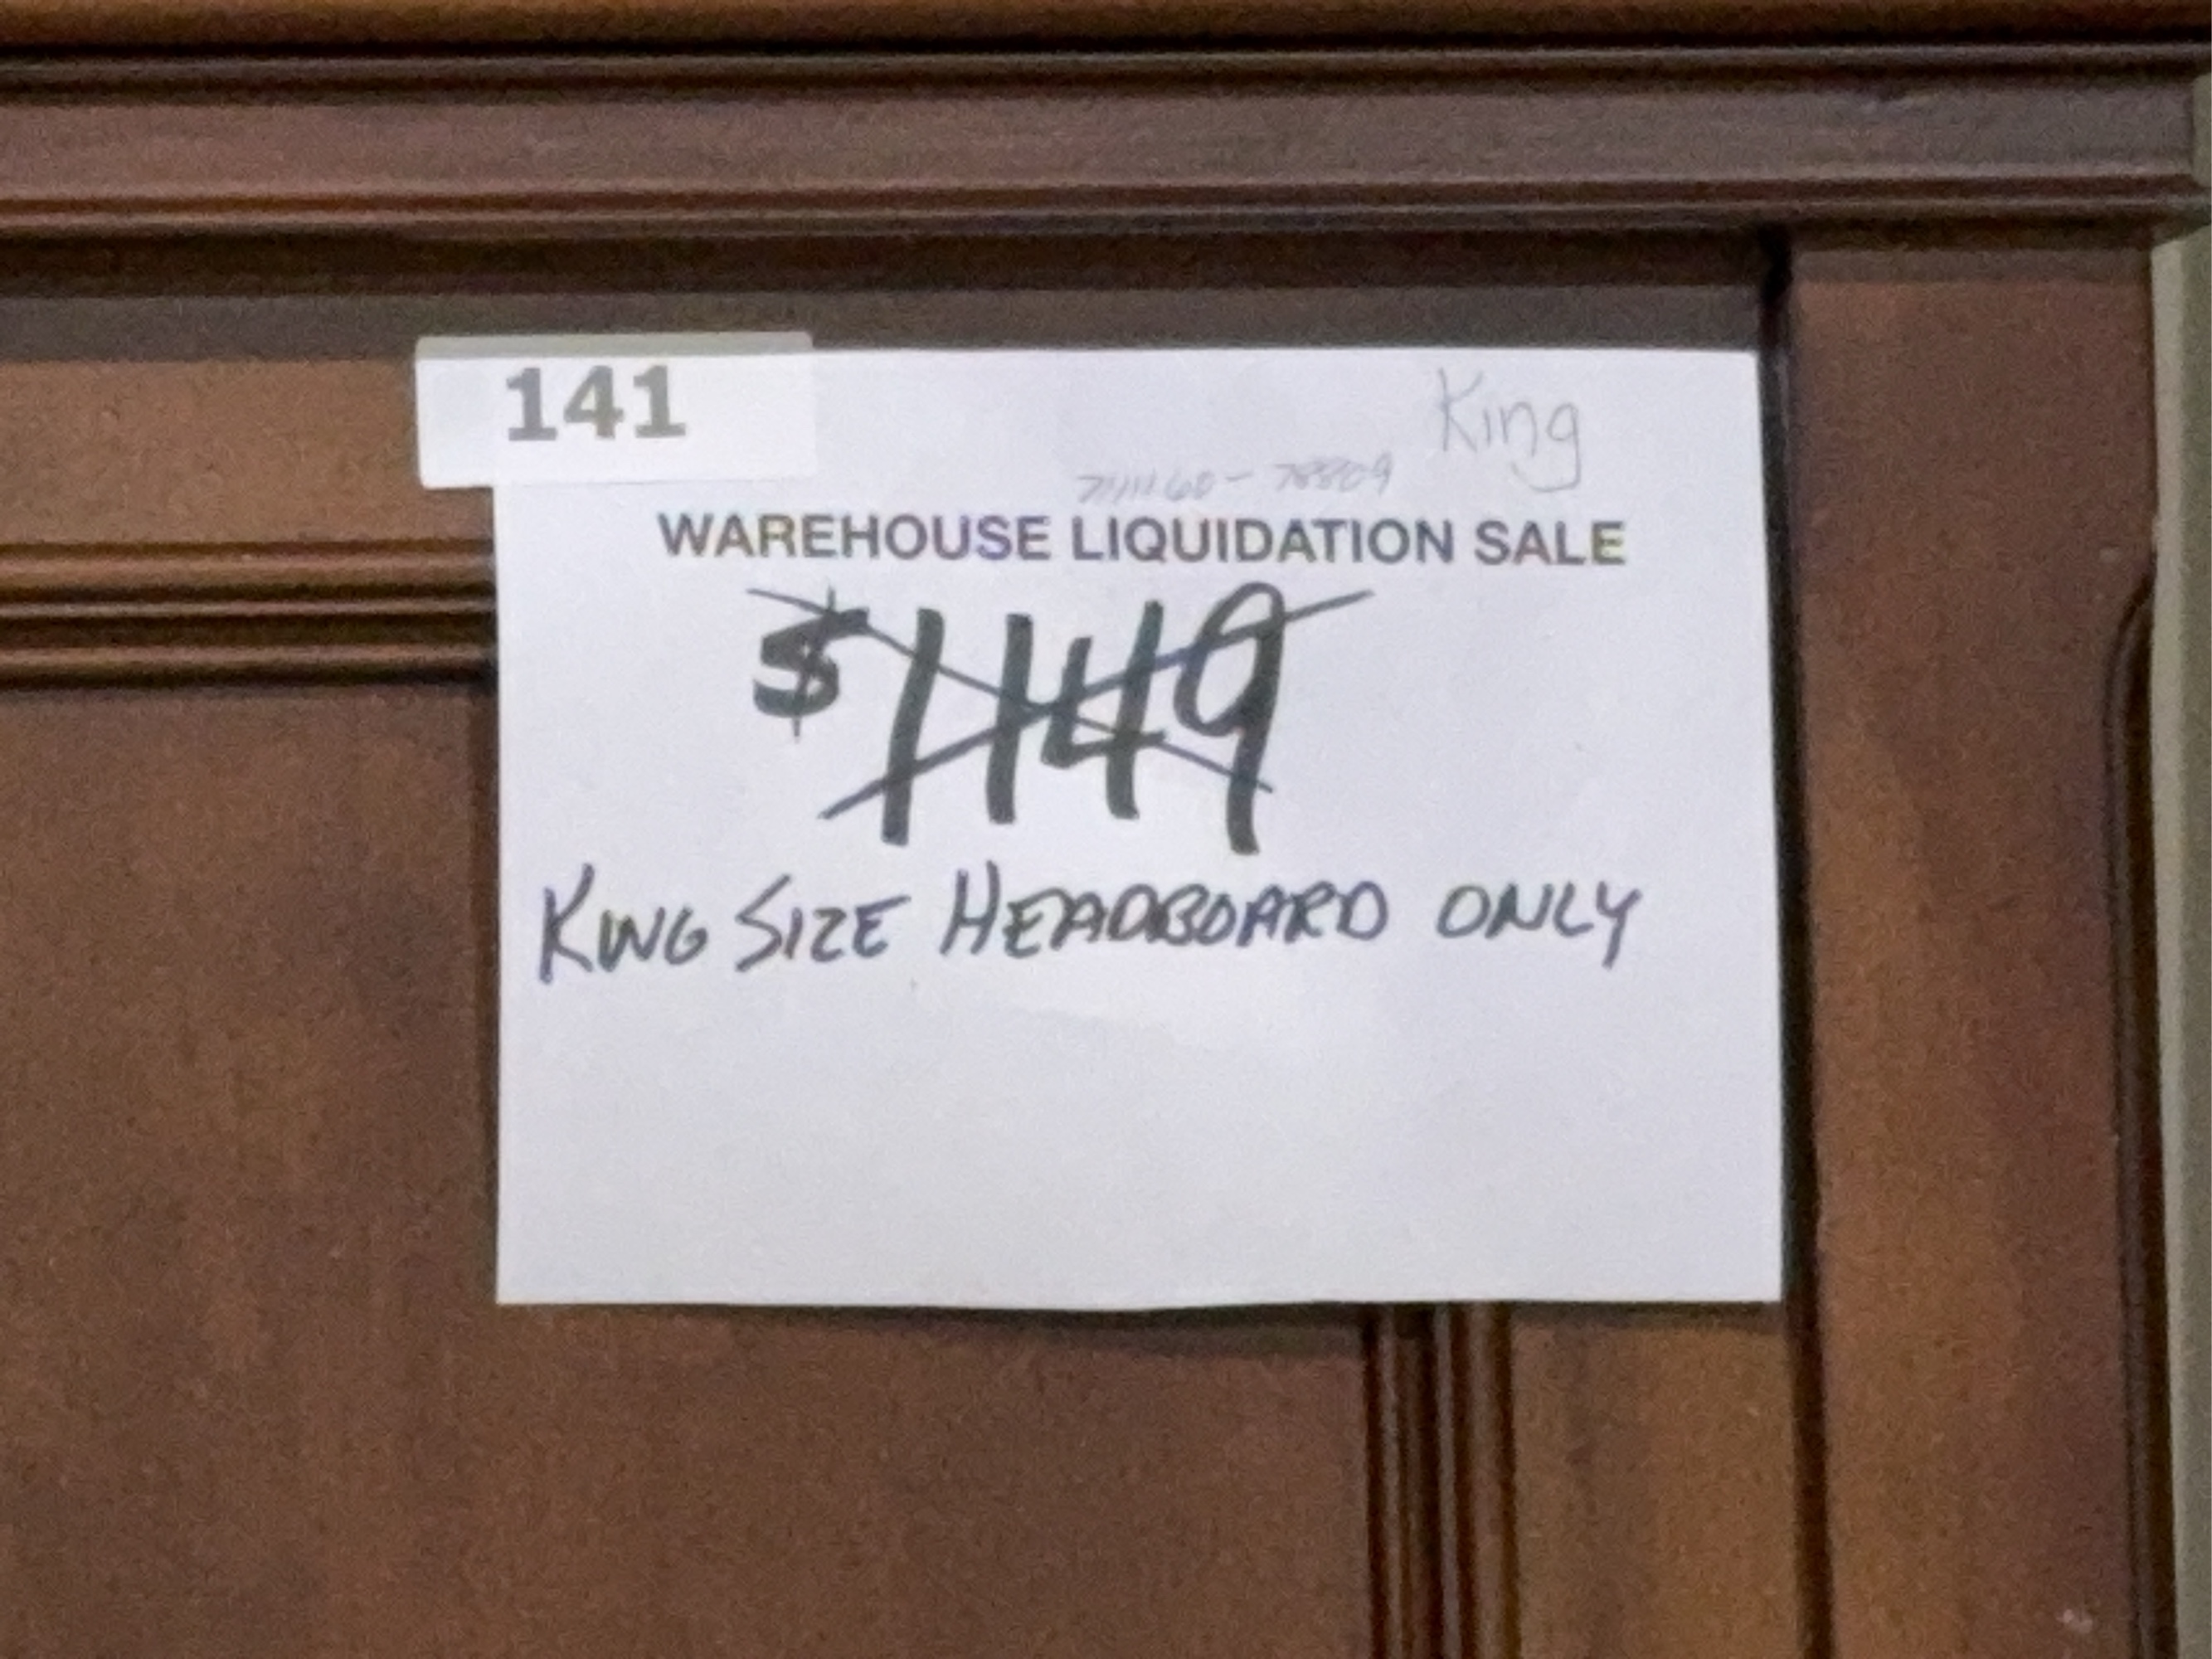 141
King
WAREHOUSE LIQUIDATION SALE
$1149
KING SIZE HEADBOARD ONLY